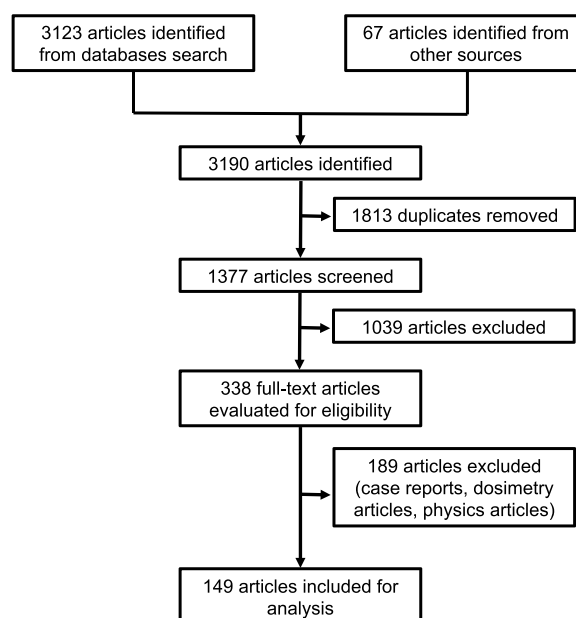 3123 articles identified
from databases search
67 articles identified from
other sources
3190 articles identified
1813 duplicates removed
1377 articles screened
1039 articles excluded
338 full-text articles
evaluated for eligibility
189 articles excluded
(case reports, dosimetry
articles, physics articles)
149 articles included for
analysis